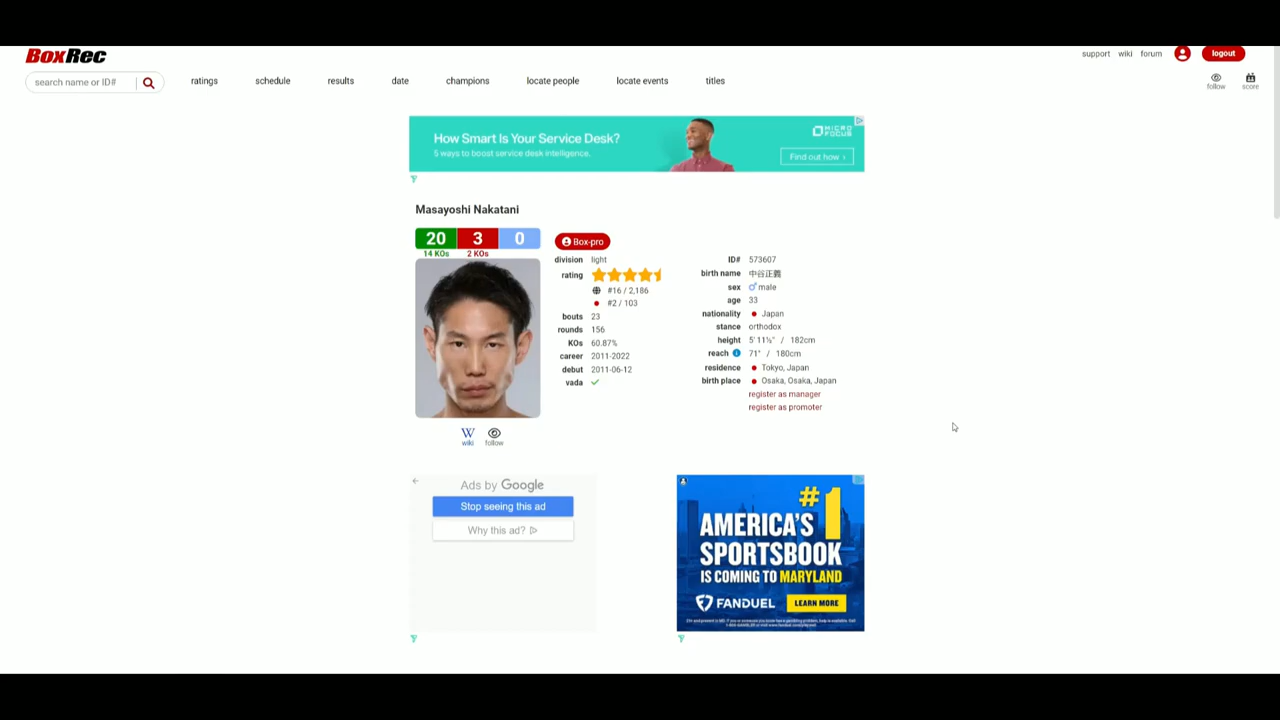 BoxRec
support wiki forum logout
search name or ID#
ratings schedule results date champions locate people locate events titles
follow score
How Smart Is Your Service Desk?
5 ways to boost service desk intelligence.
MICRO FOCUS
Find out how ›
Masayoshi Nakatani
20 3 0
14 KOs 2 KOs
Box-pro
division light
rating
#16 / 2,186
#2 / 103
bouts 23
rounds 156
KOs 60.87%
career 2011-2022
debut 2011-06-12
vada
ID# 573607
birth name 中谷正義
sex male
age 33
nationality Japan
stance orthodox
height 5′ 11½″ / 182cm
reach 71″ / 180cm
residence Tokyo, Japan
birth place Osaka, Osaka, Japan
register as manager
register as promoter
W
wiki follow
Ads by Google
Stop seeing this ad
Why this ad?
#1
AMERICA'S
SPORTSBOOK
IS COMING TO MARYLAND
FANDUEL
LEARN MORE